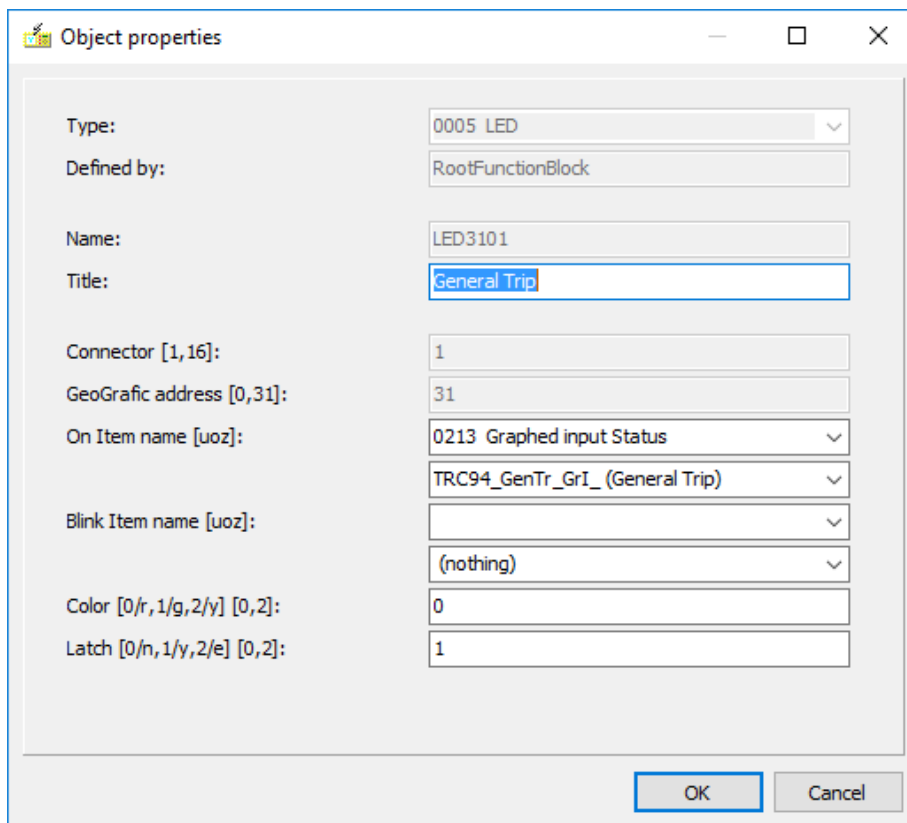 Object properties
Type: 0005 LED
Defined by: RootFunctionBlock
Name: LED3101
Title: General Trip
Connector [1,16]: 1
GeoGrafic address [0,31]: 31
On Item name [uoz]: 0213 Graphed input Status
TRC94_GenTr_GrI_ (General Trip)
Blink Item name [uoz]:
(nothing)
Color [0/r,1/g,2/y] [0,2]: 0
Latch [0/n,1/y,2/e] [0,2]: 1
OK Cancel